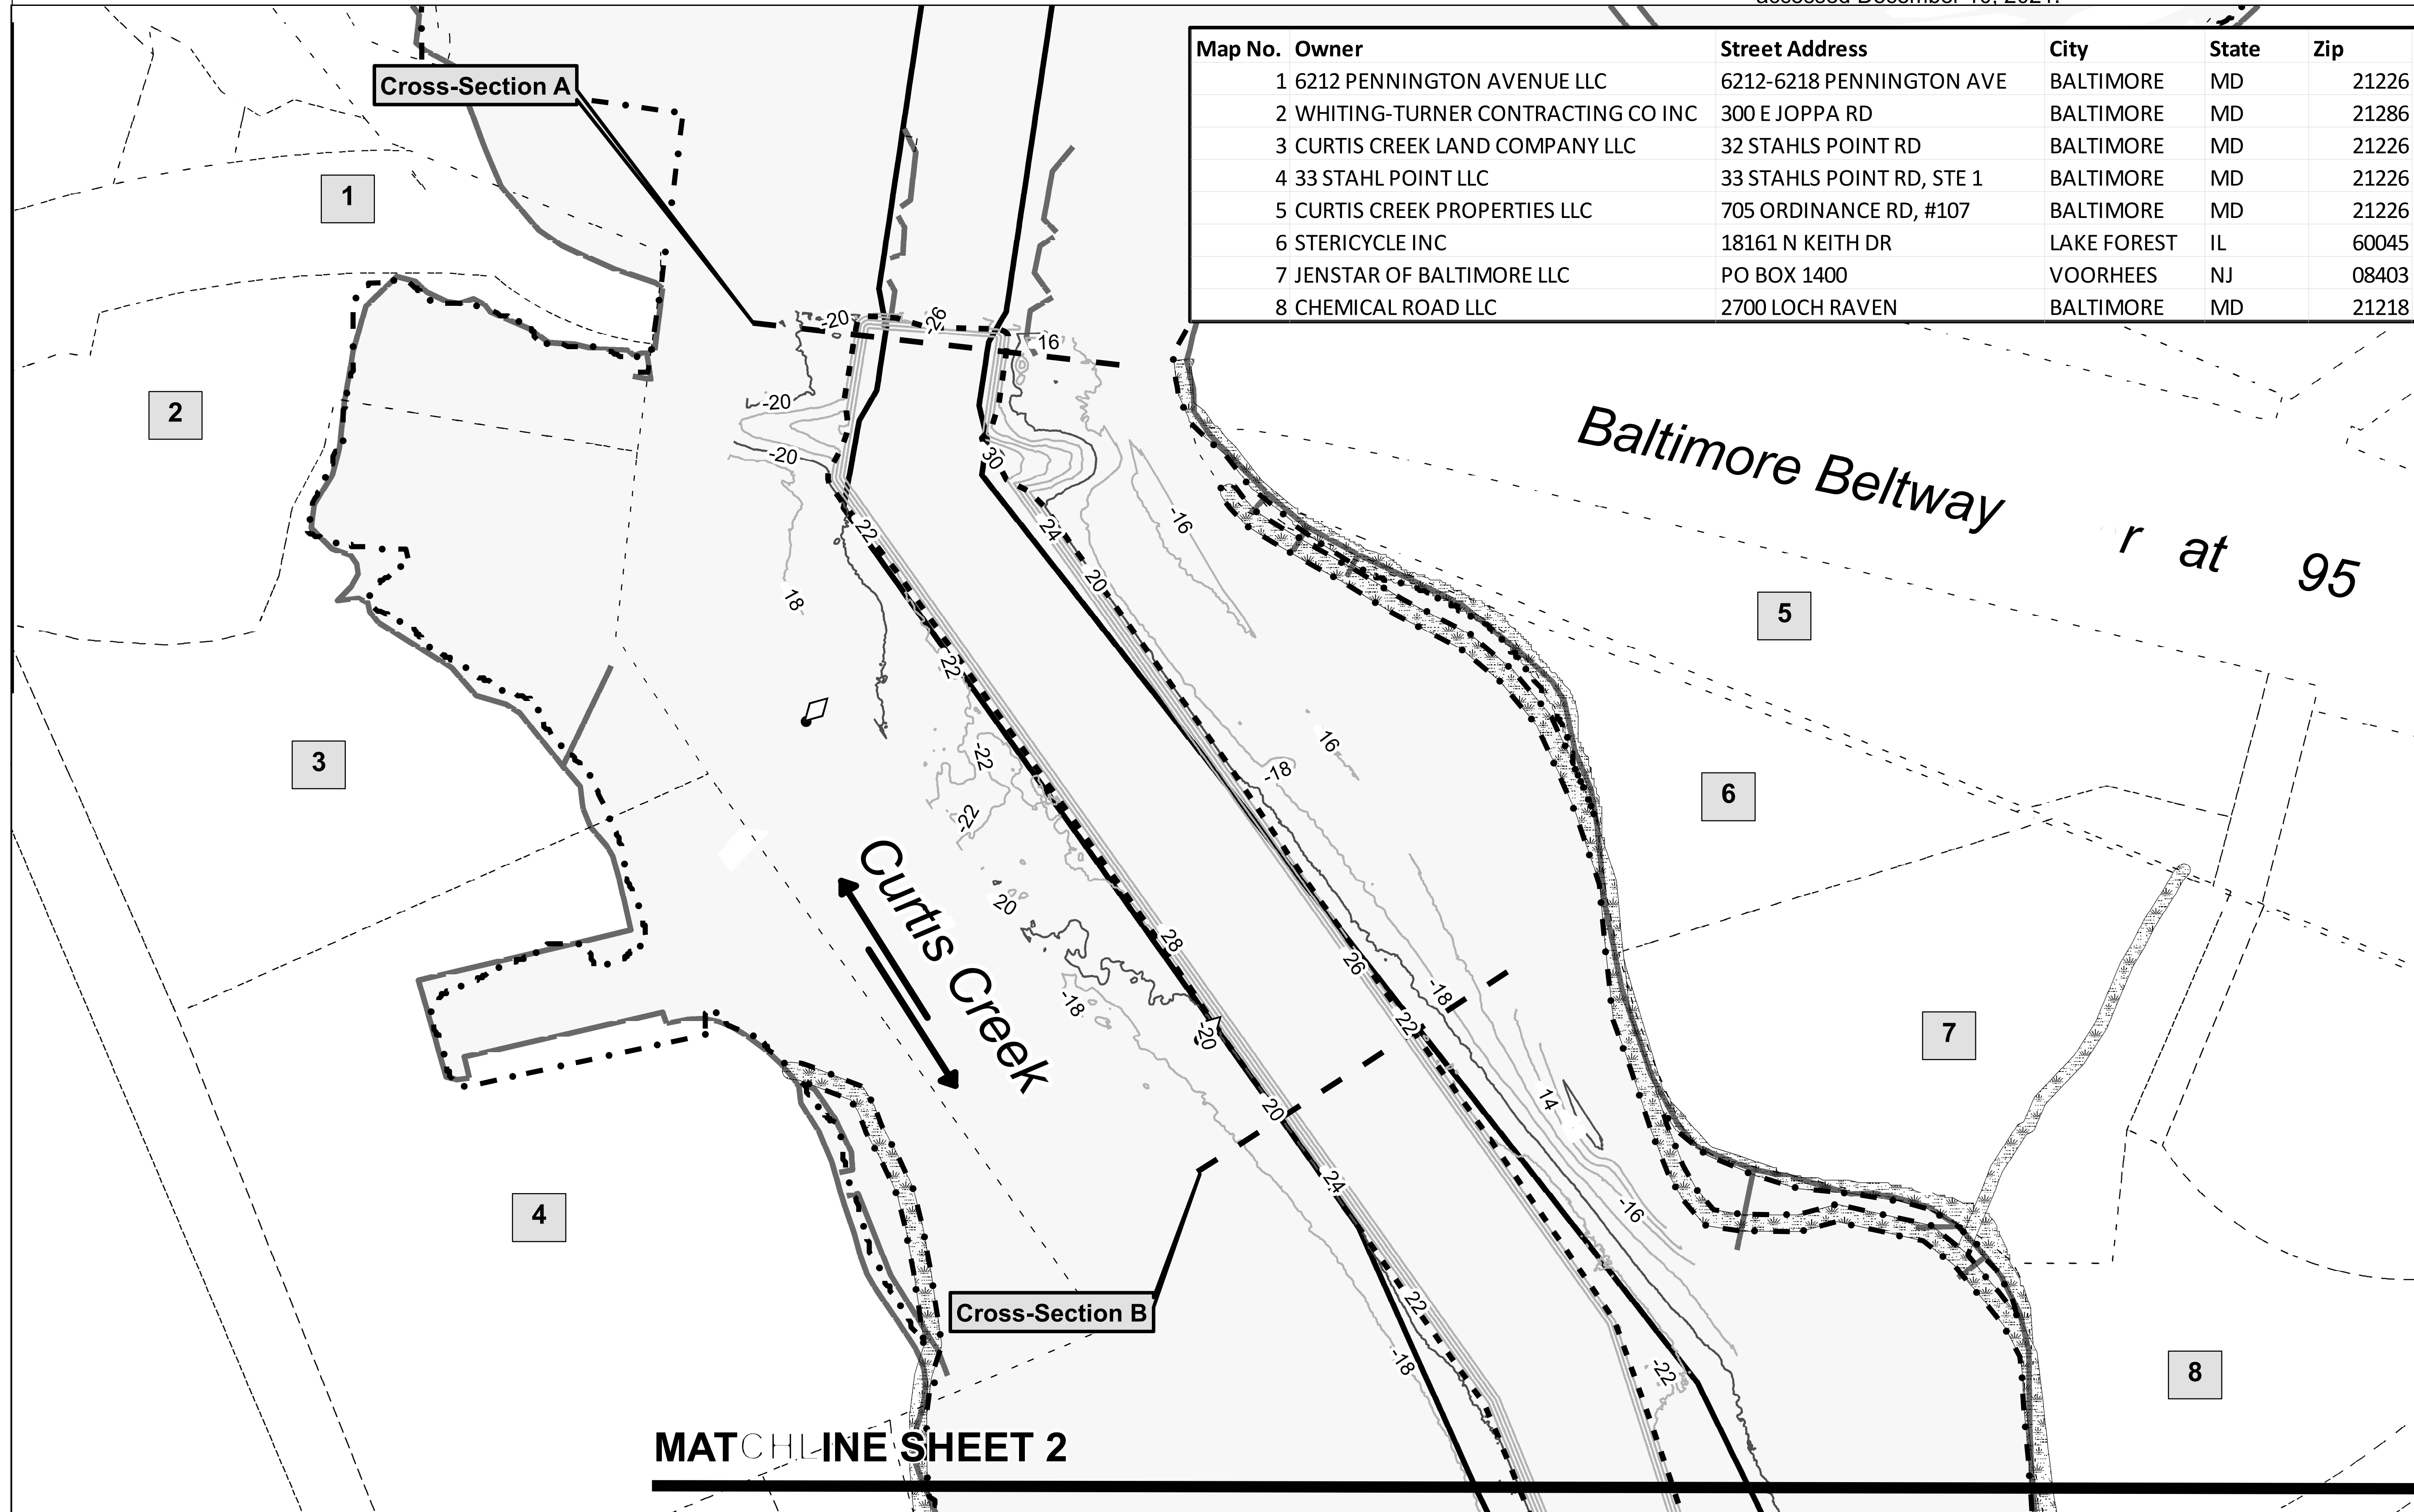 Map No. Owner Street Address City State Zip
1 6212 PENNINGTON AVENUE LLC 6212-6218 PENNINGTON AVE BALTIMORE MD 21226
2 WHITING-TURNER CONTRACTING CO INC 300 E JOPPA RD BALTIMORE MD 21286
3 CURTIS CREEK LAND COMPANY LLC 32 STAHLS POINT RD BALTIMORE MD 21226
4 33 STAHL POINT LLC 33 STAHLS POINT RD, STE 1 BALTIMORE MD 21226
5 CURTIS CREEK PROPERTIES LLC 705 ORDINANCE RD, #107 BALTIMORE MD 21226
6 STERICYCLE INC 18161 N KEITH DR LAKE FOREST IL 60045
7 JENSTAR OF BALTIMORE LLC PO BOX 1400 VOORHEES NJ 08403
8 CHEMICAL ROAD LLC 2700 LOCH RAVEN BALTIMORE MD 21218
Cross-Section A
1
-20
-26
16
2
-20
-20
30
22
24
-16
20
18
Baltimore Beltway
r at 95
5
22
16
-22
-18
3
6
-22
Curtis Creek
20
28
26
-18
-18
22
-20
7
14
20
24
-16
4
22
Cross-Section B
-18
-22
8
MATCHLINE SHEET 2